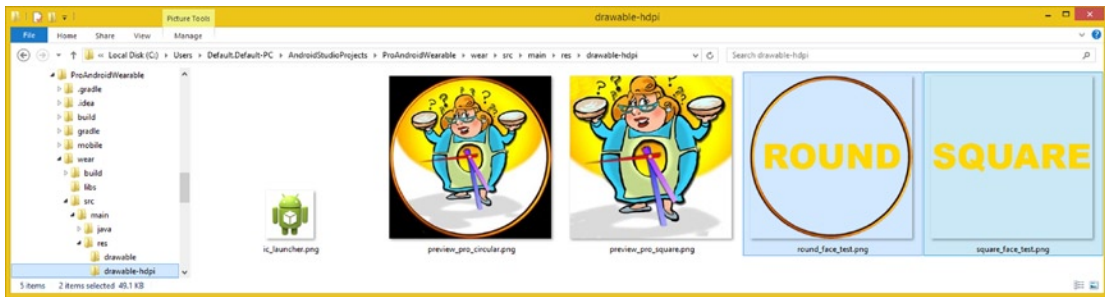 Picture Tools
drawable-hdpi
File Home Share View Manage
« Local Disk (C:) Users Default.Default-PC AndroidStudioProjects ProAndroidWearable wear src main res drawable-hdpi
Search drawable-hdpi
ProAndroidWearable
.gradle
.idea
build
gradle
mobile
wear
build
libs
src
main
java
res
drawable
drawable-hdpi
? ? ? ?
? ? ? ?
ROUND
SQUARE
ic_launcher.png
preview_pro_circular.png
preview_pro_square.png
round_face_test.png
square_face_test.png
5 items 2 items selected 49.1 KB